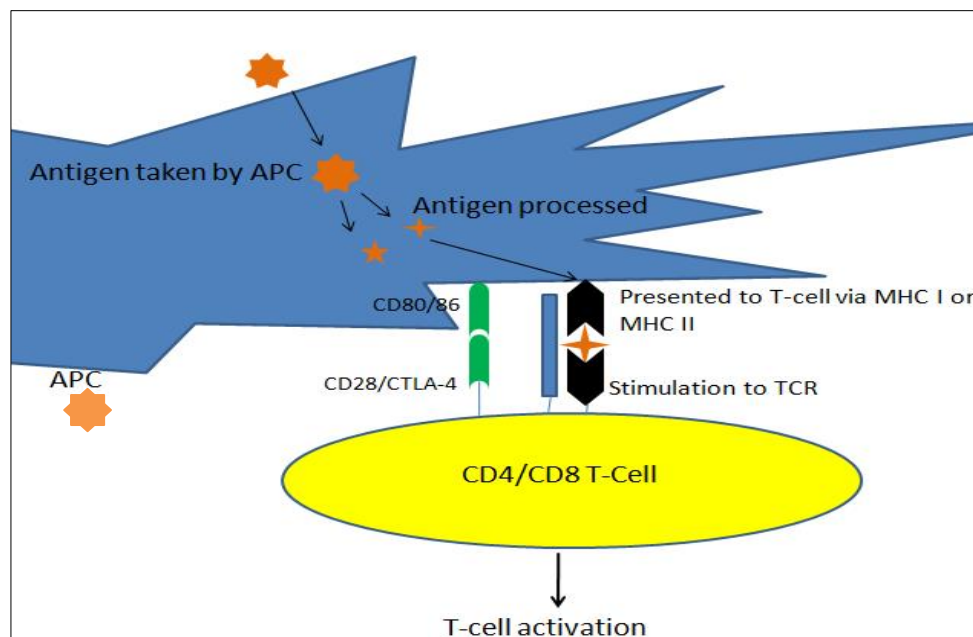 Antigen taken by APC
Antigen processed
CD80/86
Presented to T-cell via MHC I or
MHC II
APC
CD28/CTLA-4
Stimulation to TCR
CD4/CD8 T-Cell
T-cell activation